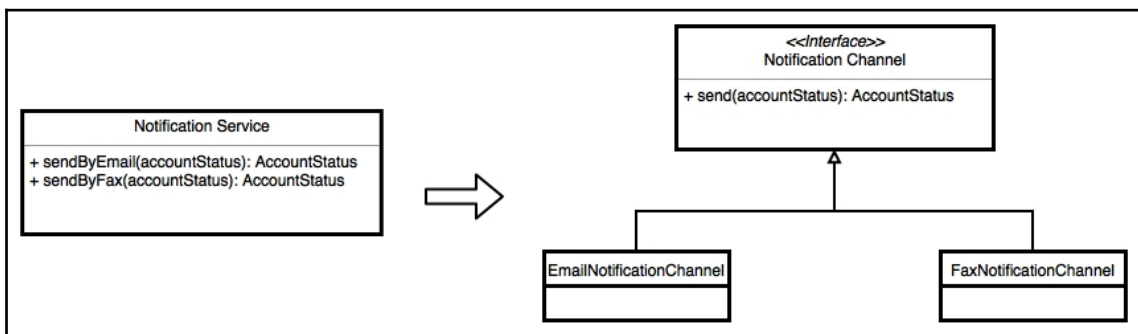 Notification Service
+ sendByEmail(accountStatus): AccountStatus
+ sendByFax(accountStatus): AccountStatus
<<Interface>>
Notification Channel
+ send(accountStatus): AccountStatus
EmailNotificationChannel
FaxNotificationChannel